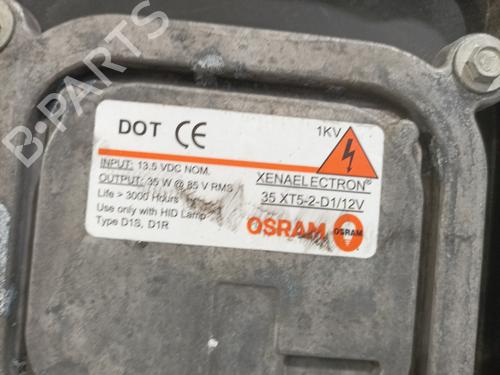 B-PARTS
DOT CE
1KV
INPUT: 13.5 VDC NOM.
OUTPUT: 35 W @ 85 V RMS
Life > 3000 Hours
Use only with HID Lamp
Type D1S, D1R
XENAELECTRON®
35 XT5-2-D1/12V
OSRAM
OSRAM